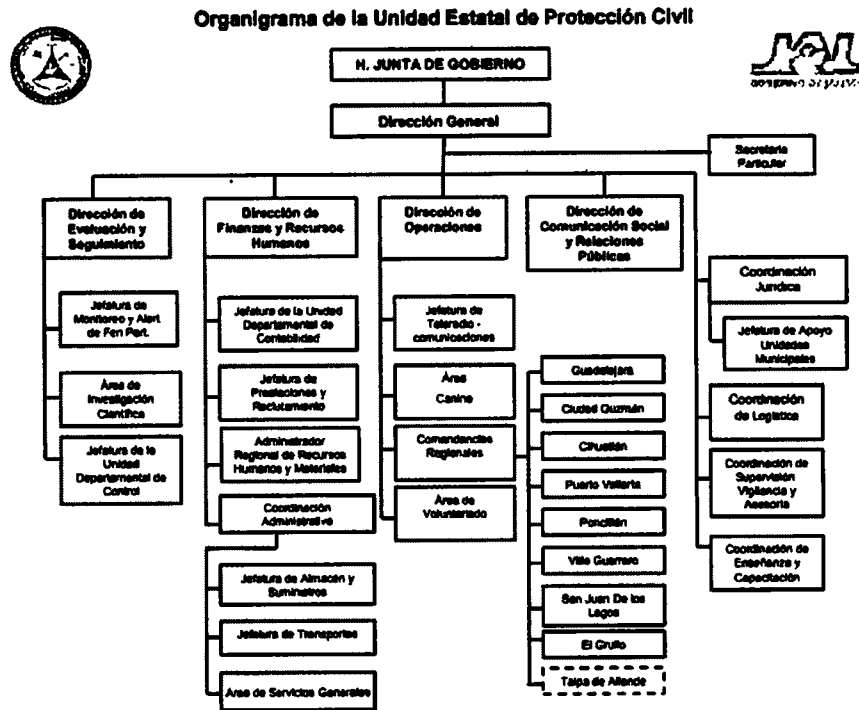 Organigrama de la Unidad Estatal de Protección Civil
H. JUNTA DE GOBIERNO
Dirección General
Secretaria
Particular
Dirección de
Evaluación y
Seguimiento
Dirección de
Finanzas y Recursos
Humanos
Dirección de
Operaciones
Dirección de
Comunicación Social
y Relaciones
Públicas
Jefatura de
Monitoreo y Alert.
de Fen Pert.
Área de
Investigación
Científica
Jefatura de la
Unidad
Departamental de
Control
Jefatura de la Unidad
Departamental de
Contabilidad
Jefatura de
Prestaciones y
Reclutamiento
Administrador
Regional de Recursos
Humanos y Materiales
Coordinación
Administrativo
Jefatura de Almacén y
Suministros
Jefatura de Transportes
Area de Servicios Generales
Jefatura de
Teleradio -
comunicaciones
Área
Canina
Comandancias
Regionales
Área de
Voluntariado
Guadalajara
Ciudad Guzmán
Cihuatlán
Puerto Vallarta
Poncitlán
Villa Guerrero
San Juan De los
Lagos
El Grullo
Talpa de Allende
Coordinación
Jurídica
Jefatura de Apoyo
Unidades
Municipales
Coordinación
de Logística
Coordinación de
Supervisión
Vigilancia y
Asesoría
Coordinación de
Enseñanza y
Capacitación